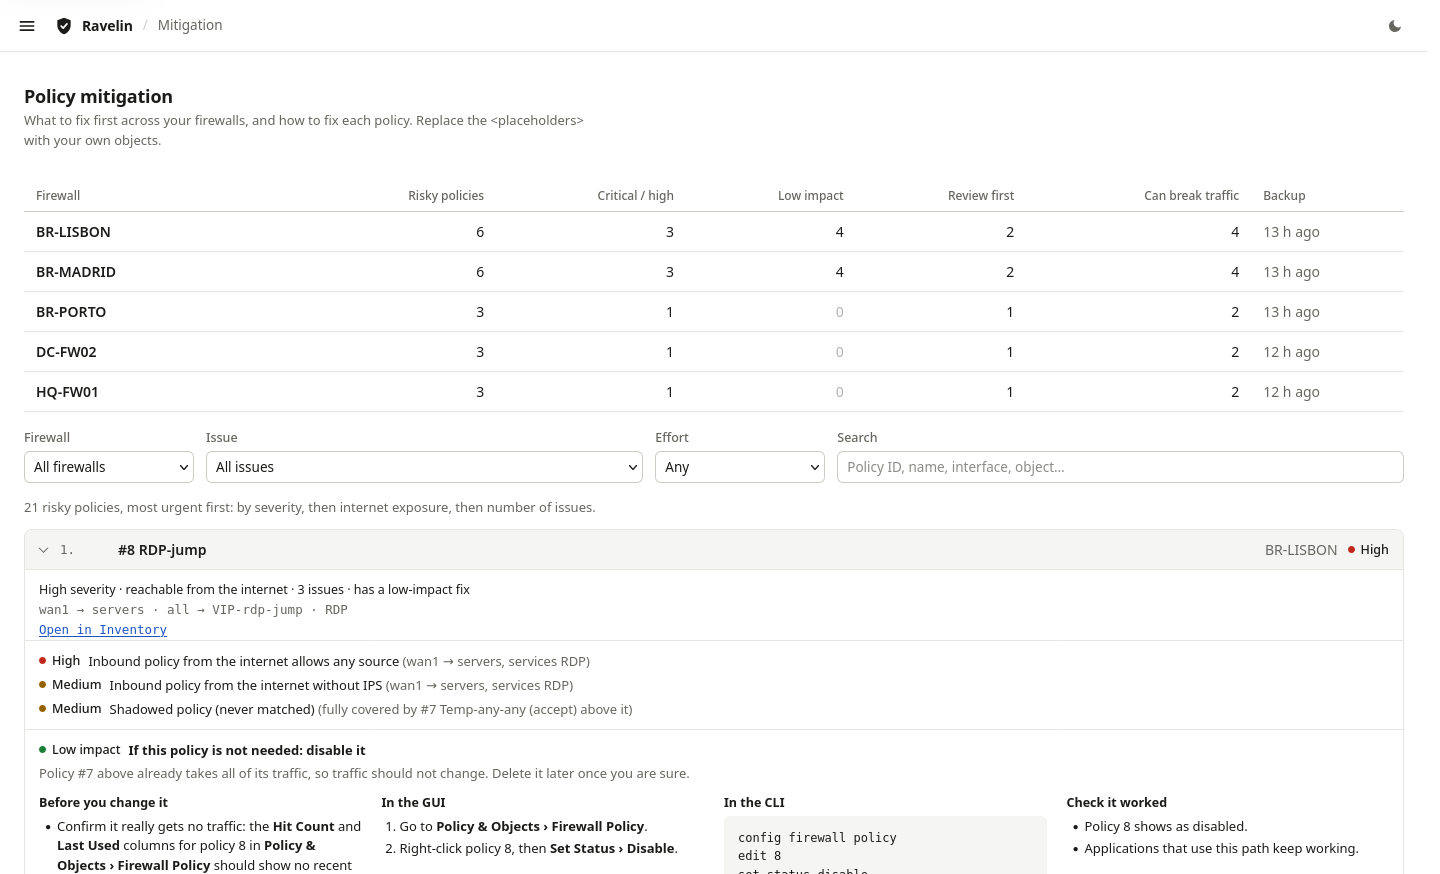 Ravelin / Mitigation
Policy mitigation
What to fix first across your firewalls, and how to fix each policy. Replace the <placeholders>
with your own objects.
Firewall Risky policies Critical / high Low impact Review first Can break traffic Backup
BR-LISBON 6 3 4 2 4 13 h ago
BR-MADRID 6 3 4 2 4 13 h ago
BR-PORTO 3 1 0 1 2 13 h ago
DC-FW02 3 1 0 1 2 12 h ago
HQ-FW01 3 1 0 1 2 12 h ago
Firewall Issue Effort Search
All firewalls All issues Any Policy ID, name, interface, object...
21 risky policies, most urgent first: by severity, then internet exposure, then number of issues.
1. #8 RDP-jump BR-LISBON High
High severity · reachable from the internet · 3 issues · has a low-impact fix
wan1 → servers · all → VIP-rdp-jump · RDP
Open in Inventory
High Inbound policy from the internet allows any source (wan1 → servers, services RDP)
Medium Inbound policy from the internet without IPS (wan1 → servers, services RDP)
Medium Shadowed policy (never matched) (fully covered by #7 Temp-any-any (accept) above it)
Low impact If this policy is not needed: disable it
Policy #7 above already takes all of its traffic, so traffic should not change. Delete it later once you are sure.
Before you change it
• Confirm it really gets no traffic: the Hit Count and
Last Used columns for policy 8 in Policy &
Objects › Firewall Policy should show no recent
In the GUI
1. Go to Policy & Objects › Firewall Policy.
2. Right-click policy 8, then Set Status › Disable.
In the CLI
config firewall policy
edit 8
set status disable
Check it worked
• Policy 8 shows as disabled.
• Applications that use this path keep working.